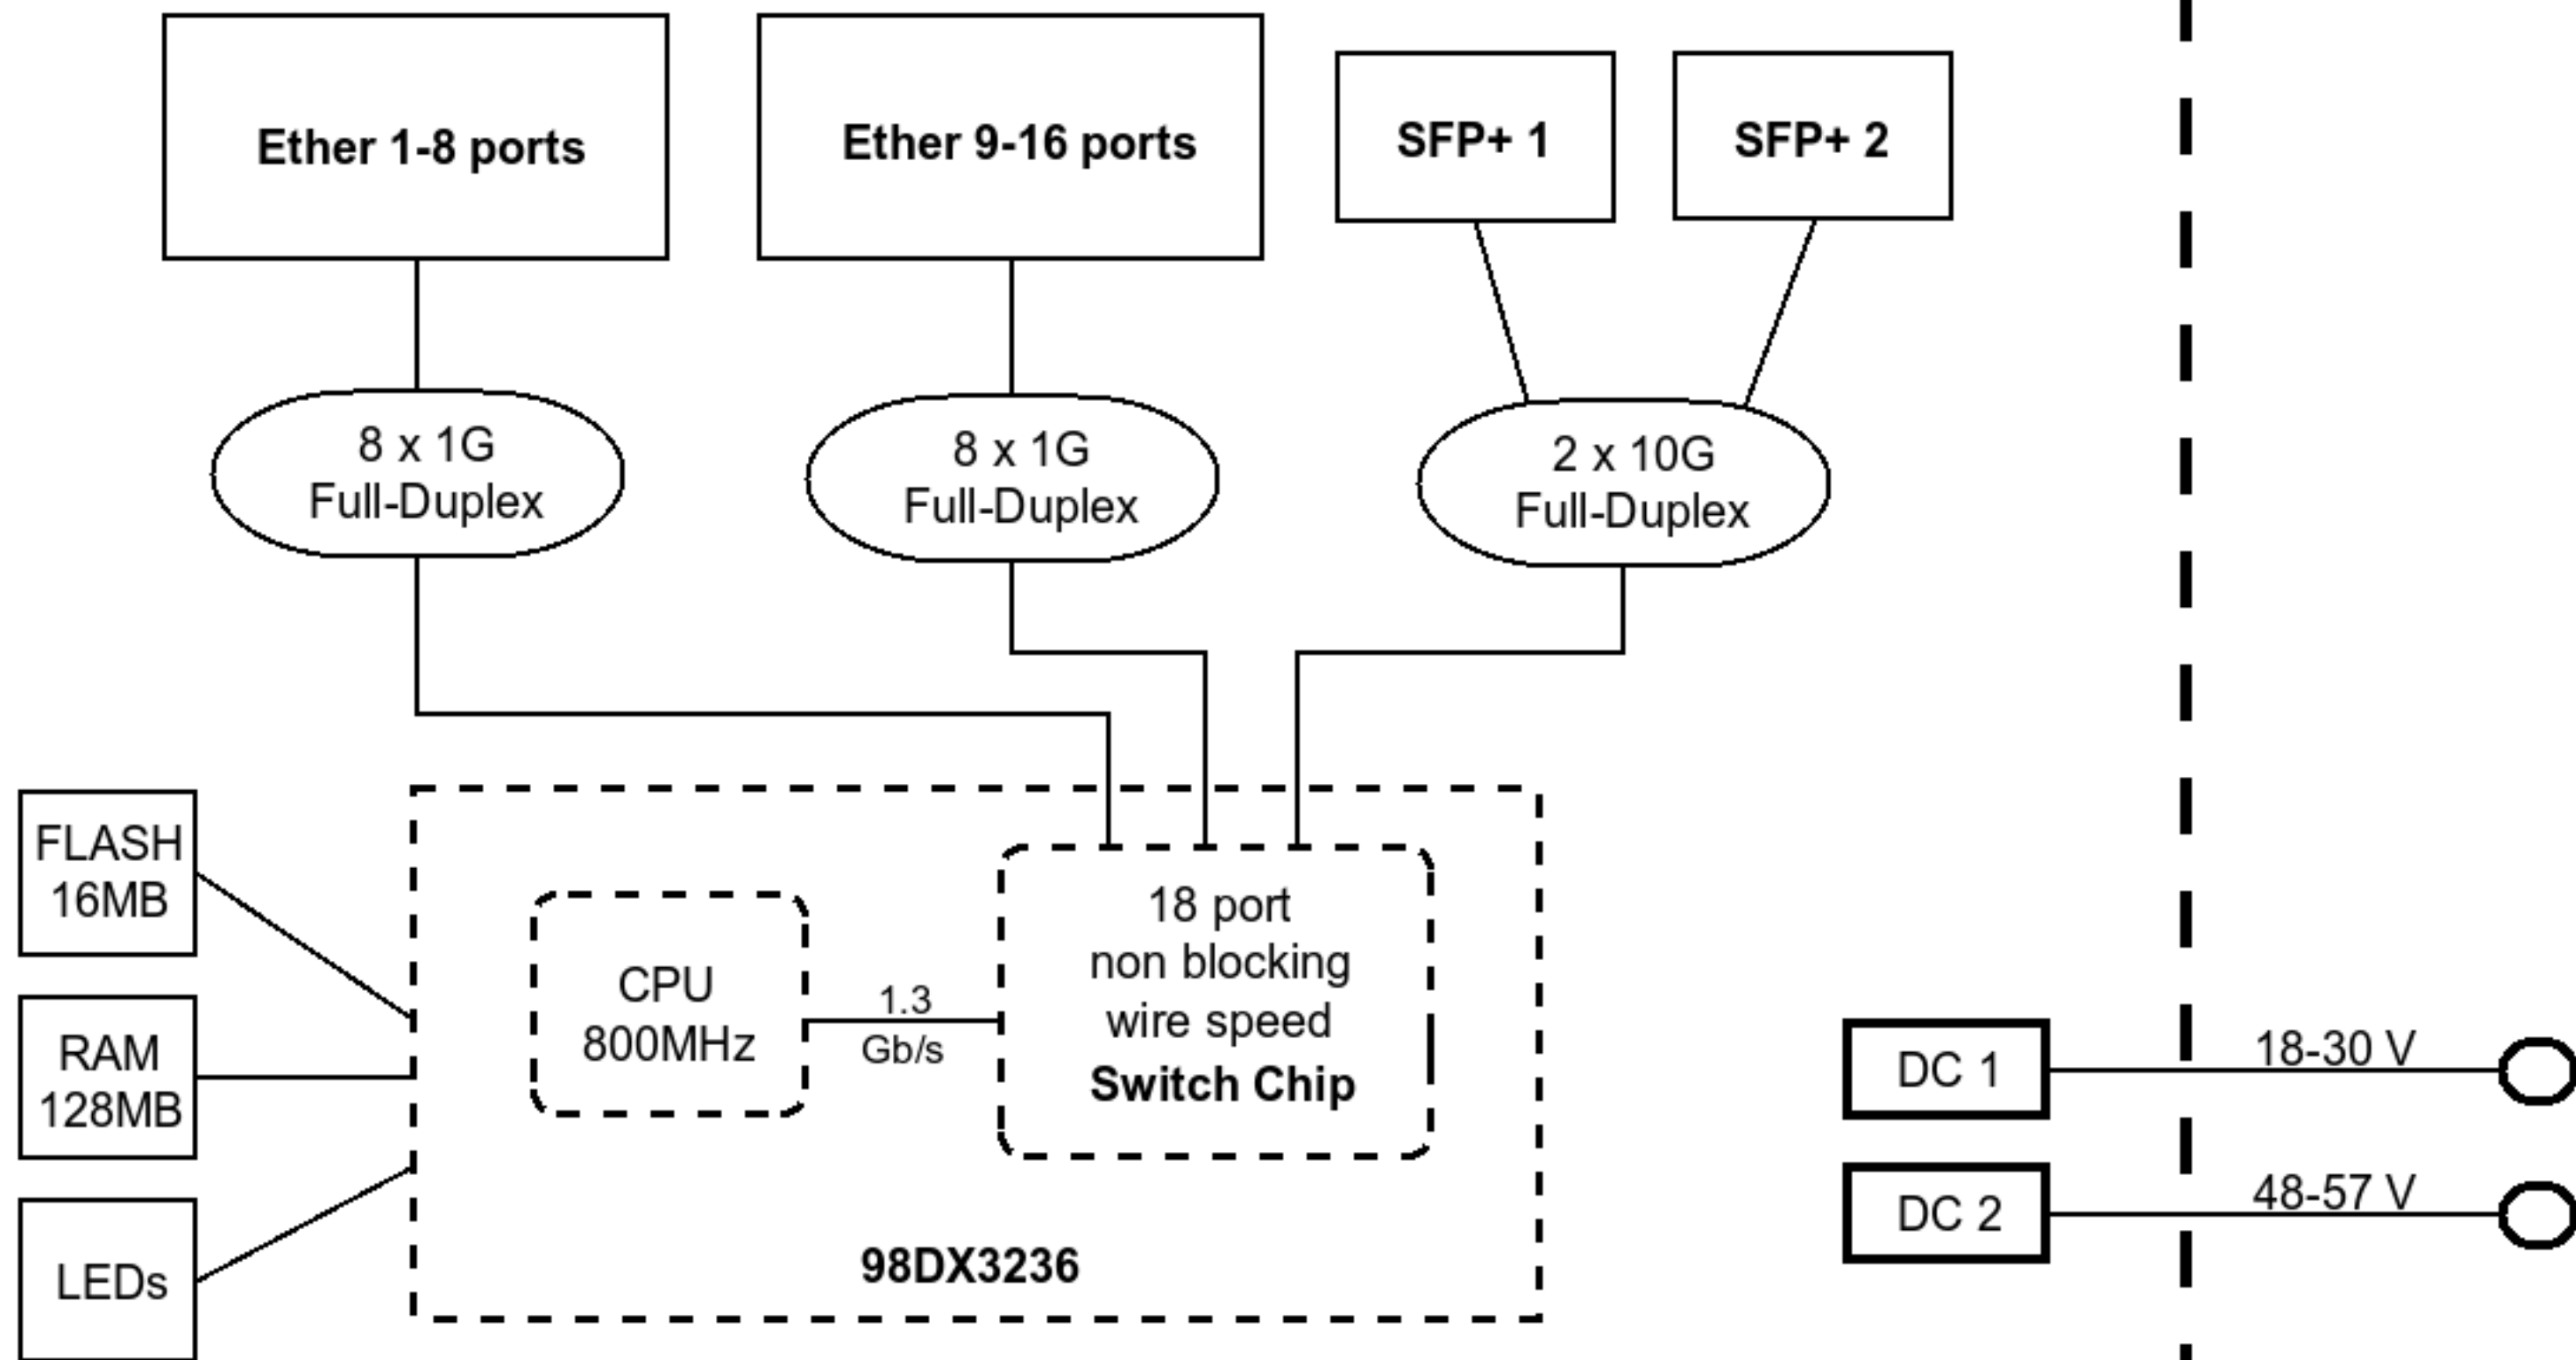 Ether 1-8 ports
Ether 9-16 ports
SFP+ 1
SFP+ 2
8 x 1G
Full-Duplex
8 x 1G
Full-Duplex
2 x 10G
Full-Duplex
FLASH
16MB
RAM
128MB
LEDs
CPU
800MHz
1.3
Gb/s
18 port
non blocking
wire speed
Switch Chip
98DX3236
DC 1
18-30 V
DC 2
48-57 V